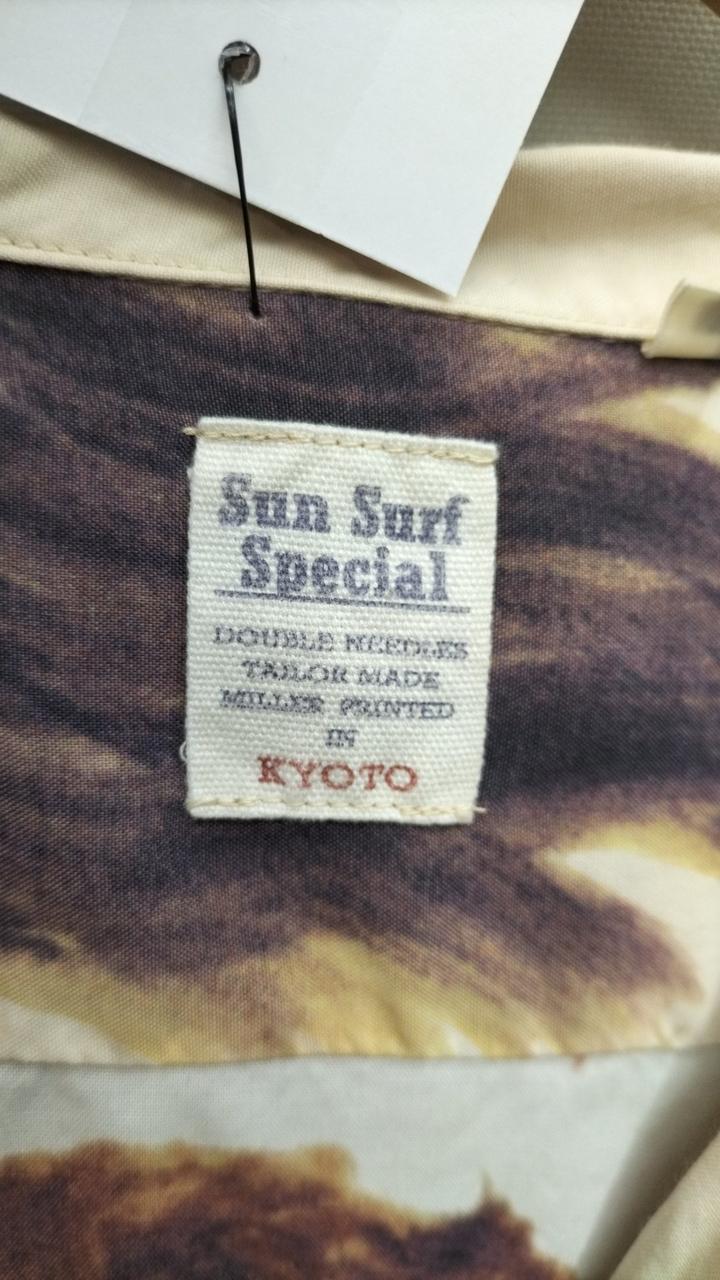 Sun Surf
Special
DOUBLE NEEDLES
TAILOR MADE
MILLER PRINTED
IN
KYOTO